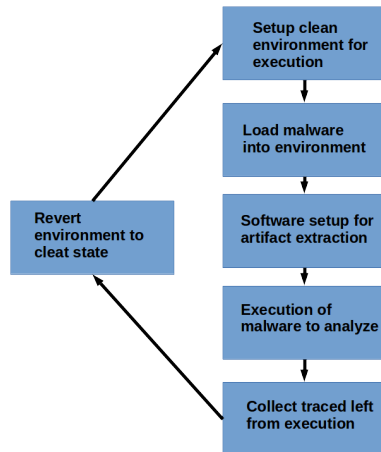 Setup clean
environment for
execution
Load malware
into environment
Software setup for
artifact extraction
Execution of
malware to analyze
Collect traced left
from execution
Revert
environment to
cleat state